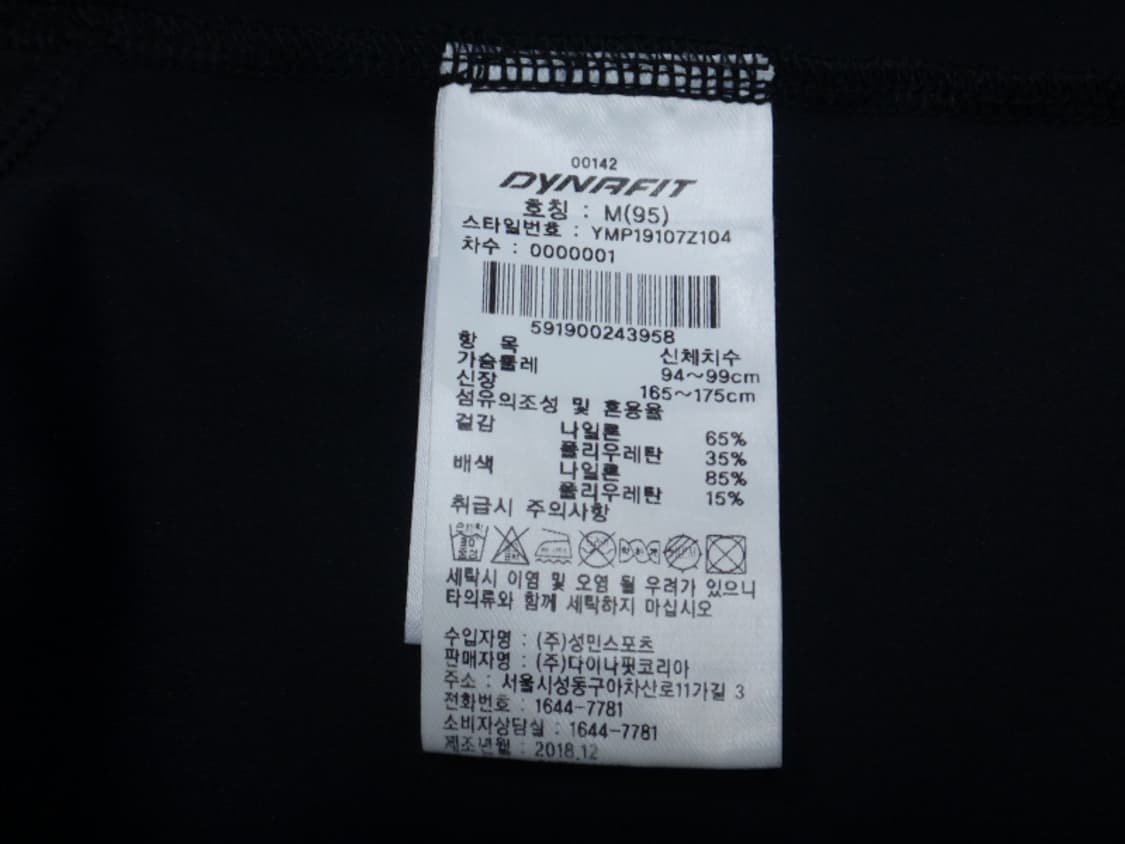 00142
DYNAFIT
호칭 : M(95)
스타일번호 : YMP19107Z104
차수 : 0000001
591900243958
항 목 신체치수
가슴둘레 94~99cm
신장 165~175cm
섬유의조성 및 혼용율
겉감 나일론 65%
폴리우레탄 35%
배색 나일론 85%
폴리우레탄 15%
취급시 주의사항
세탁시 이염 및 오염 될 우려가 있으니
타의류와 함께 세탁하지 마십시오
수입자명 : (주)성민스포츠
판매자명 : (주)다이나핏코리아
주소 : 서울시성동구아차산로11가길 3
전화번호 : 1644-7781
소비자상담실 : 1644-7781
제조년월 : 2018.12